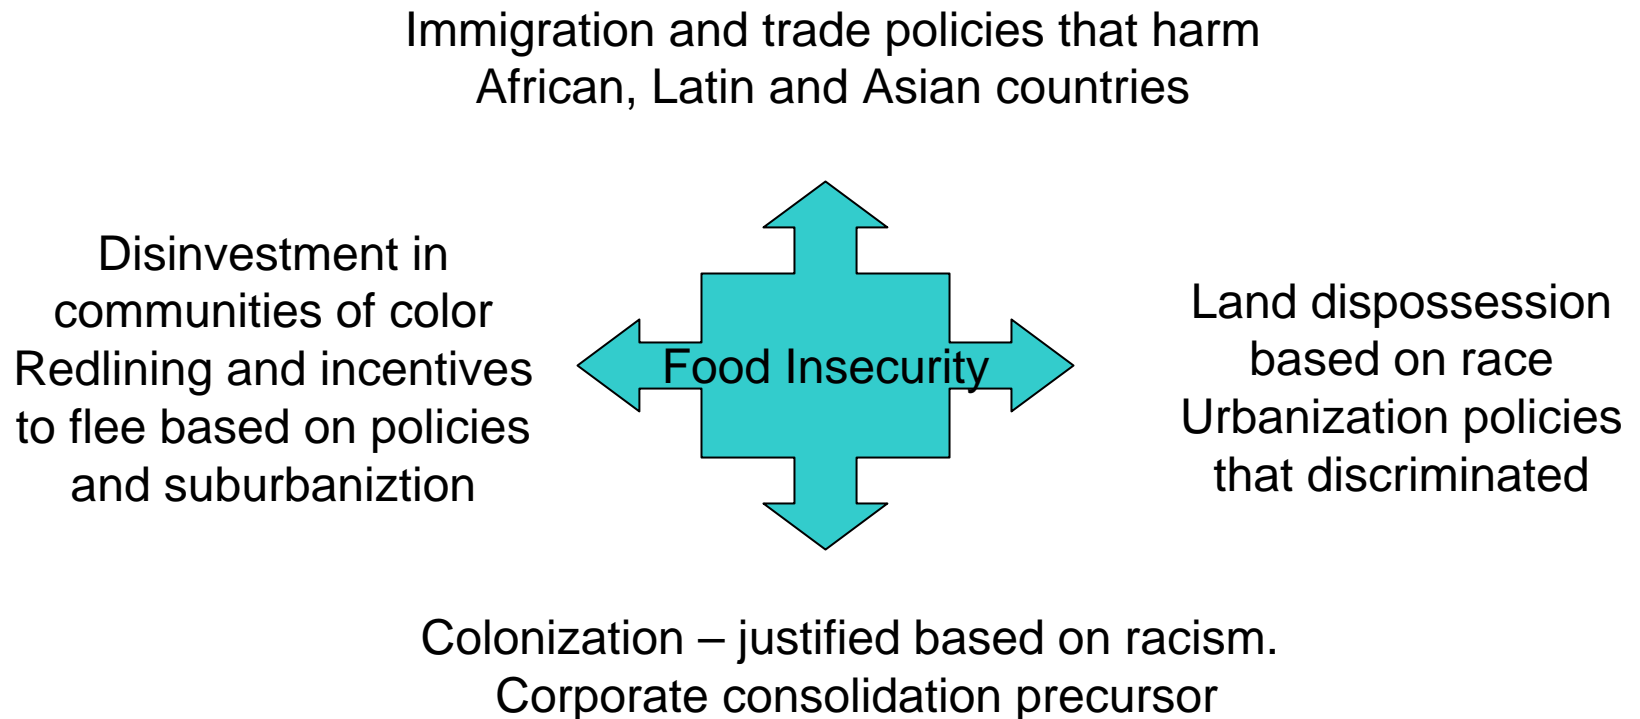 Immigration and trade policies that harm
African, Latin and Asian countries
Disinvestment in
communities of color
Redlining and incentives
to flee based on policies
and suburbaniztion
Food Insecurity
Land dispossession
based on race
Urbanization policies
that discriminated
Colonization – justified based on racism.
Corporate consolidation precursor